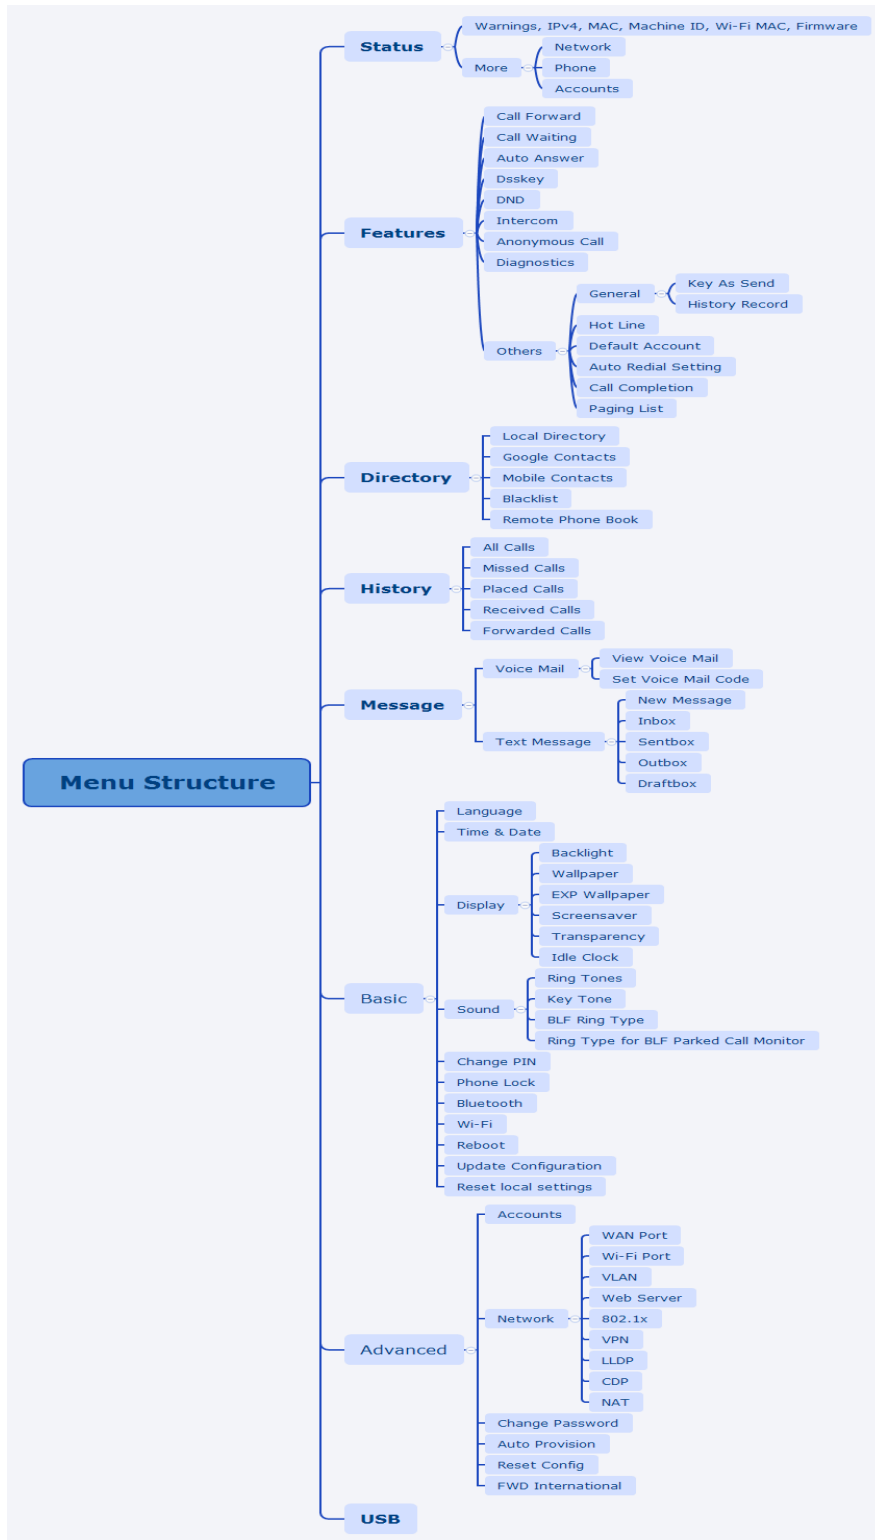 Menu Structure
Status
Warnings, IPv4, MAC, Machine ID, Wi-Fi MAC, Firmware
More
Network
Phone
Accounts
Features
Call Forward
Call Waiting
Auto Answer
Dsskey
DND
Intercom
Anonymous Call
Diagnostics
Others
General
Key As Send
History Record
Hot Line
Default Account
Auto Redial Setting
Call Completion
Paging List
Directory
Local Directory
Google Contacts
Mobile Contacts
Blacklist
Remote Phone Book
History
All Calls
Missed Calls
Placed Calls
Received Calls
Forwarded Calls
Message
Voice Mail
View Voice Mail
Set Voice Mail Code
Text Message
New Message
Inbox
Sentbox
Outbox
Draftbox
Basic
Language
Time & Date
Display
Backlight
Wallpaper
EXP Wallpaper
Screensaver
Transparency
Idle Clock
Sound
Ring Tones
Key Tone
BLF Ring Type
Ring Type for BLF Parked Call Monitor
Change PIN
Phone Lock
Bluetooth
Wi-Fi
Reboot
Update Configuration
Reset local settings
Advanced
Accounts
Network
WAN Port
Wi-Fi Port
VLAN
Web Server
802.1x
VPN
LLDP
CDP
NAT
Change Password
Auto Provision
Reset Config
FWD International
USB